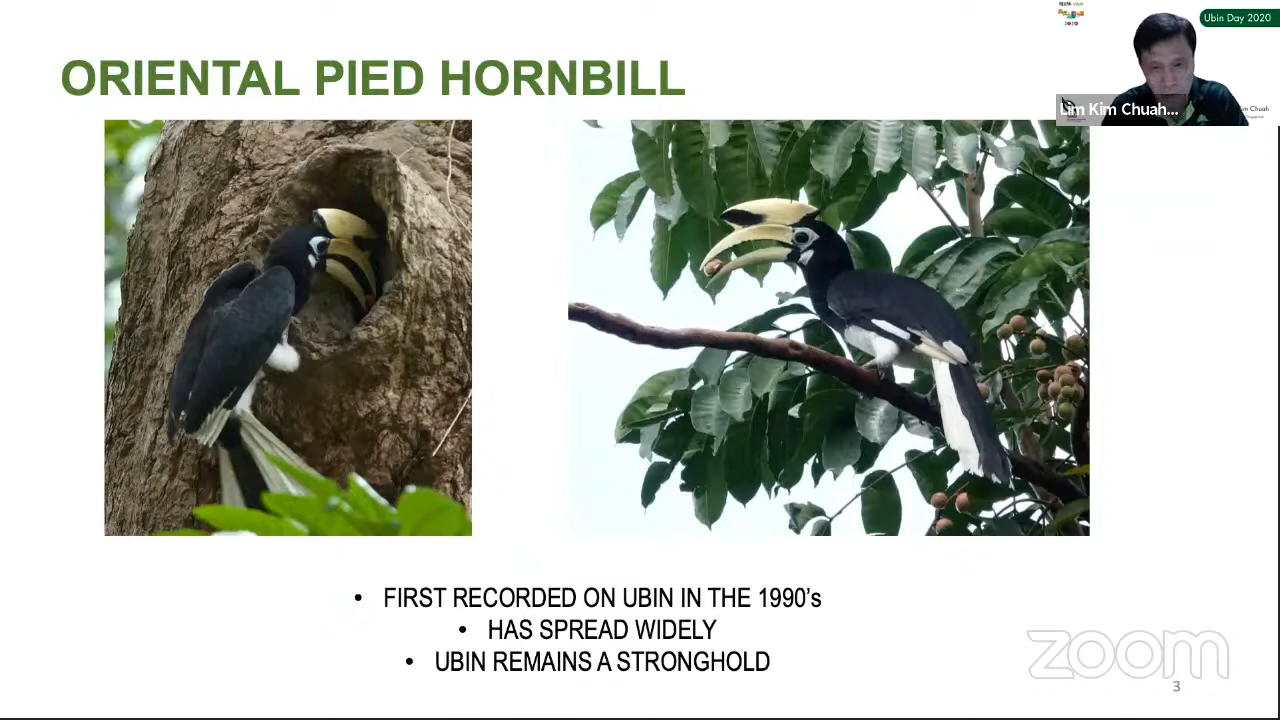 Ubin Day 2020
ORIENTAL PIED HORNBILL
Lim Kim Chuah...
• FIRST RECORDED ON UBIN IN THE 1990's
• HAS SPREAD WIDELY
• UBIN REMAINS A STRONGHOLD
zoom
3